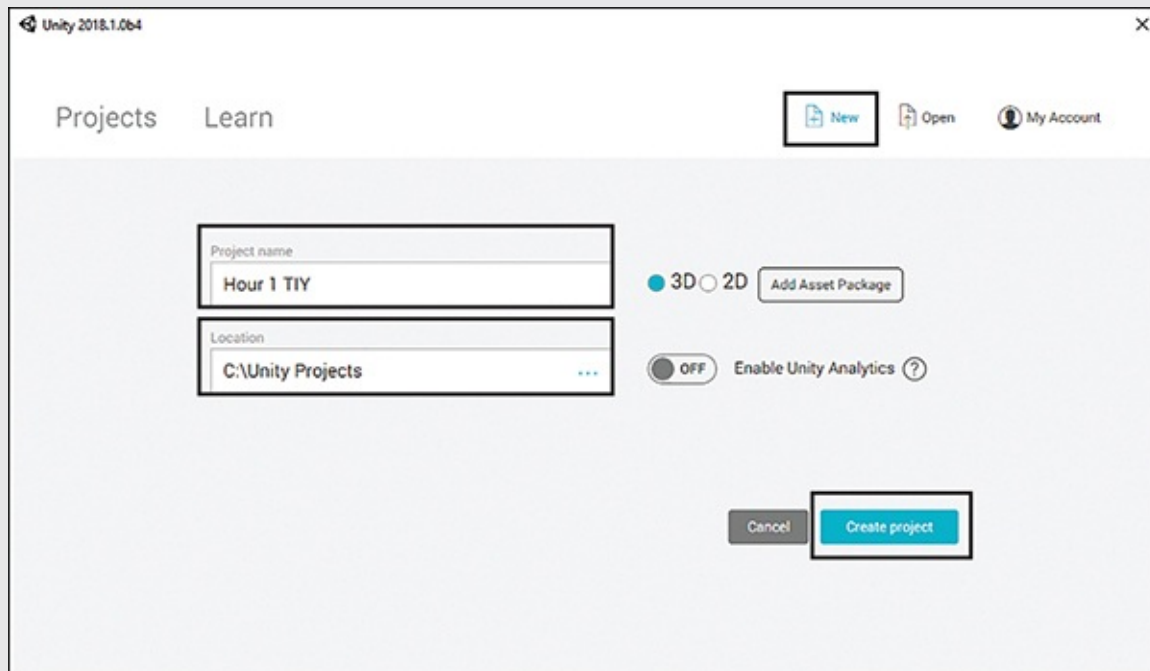 Unity 2018.1.0b4
Projects Learn New Open My Account
Project name
Hour 1 TIY
3D 2D Add Asset Package
Location
C:\Unity Projects ...
OFF Enable Unity Analytics ?
Cancel Create project